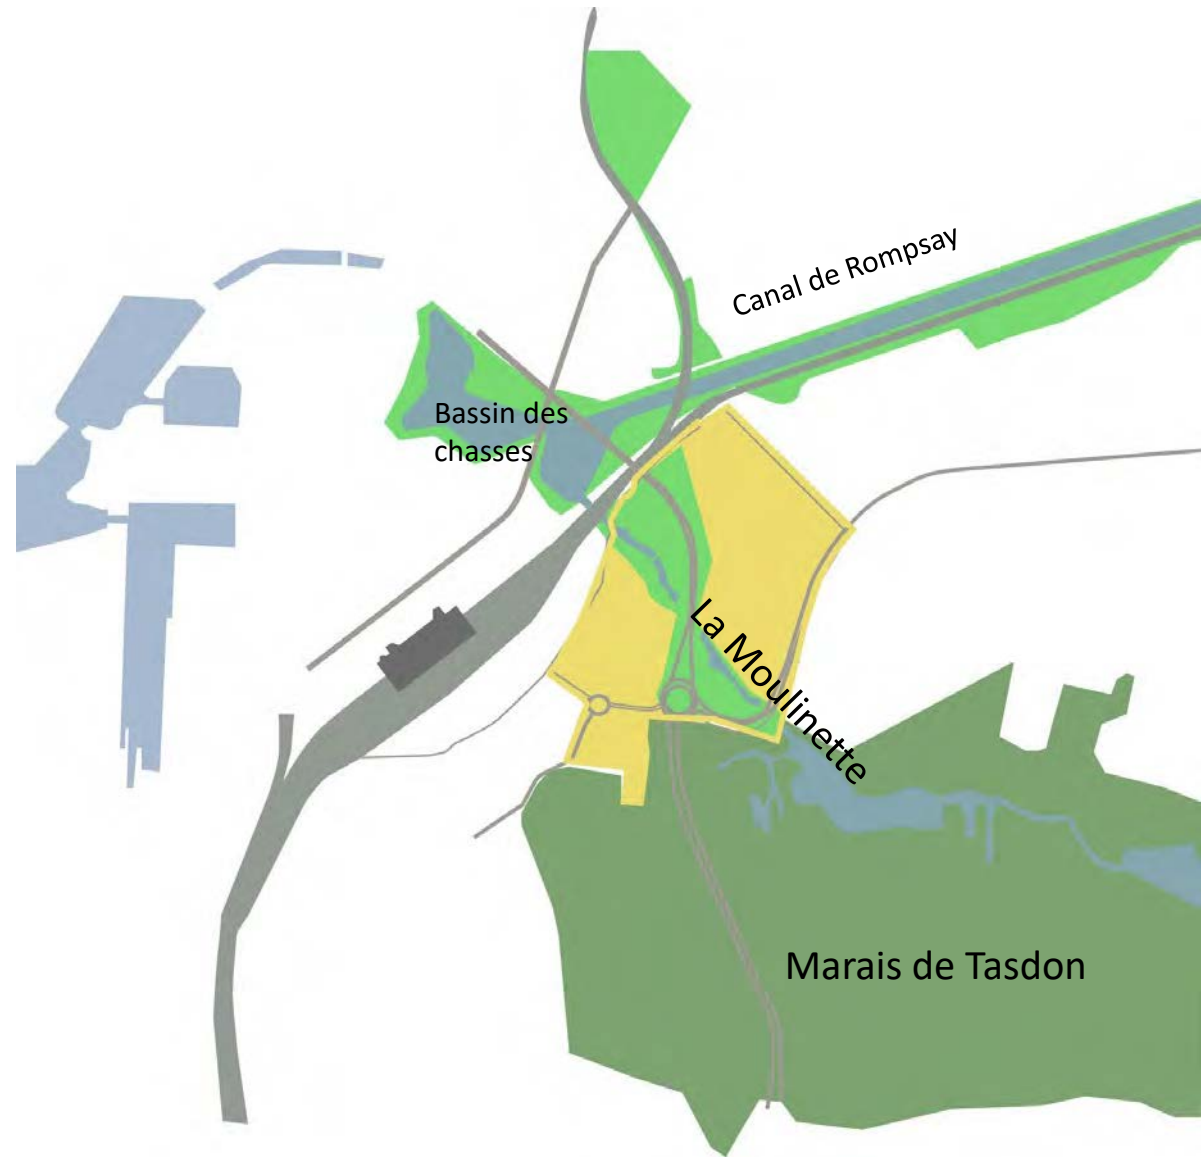 Canal de Rompsay
Bassin des
chasses
La Moulinette
Marais de Tasdon